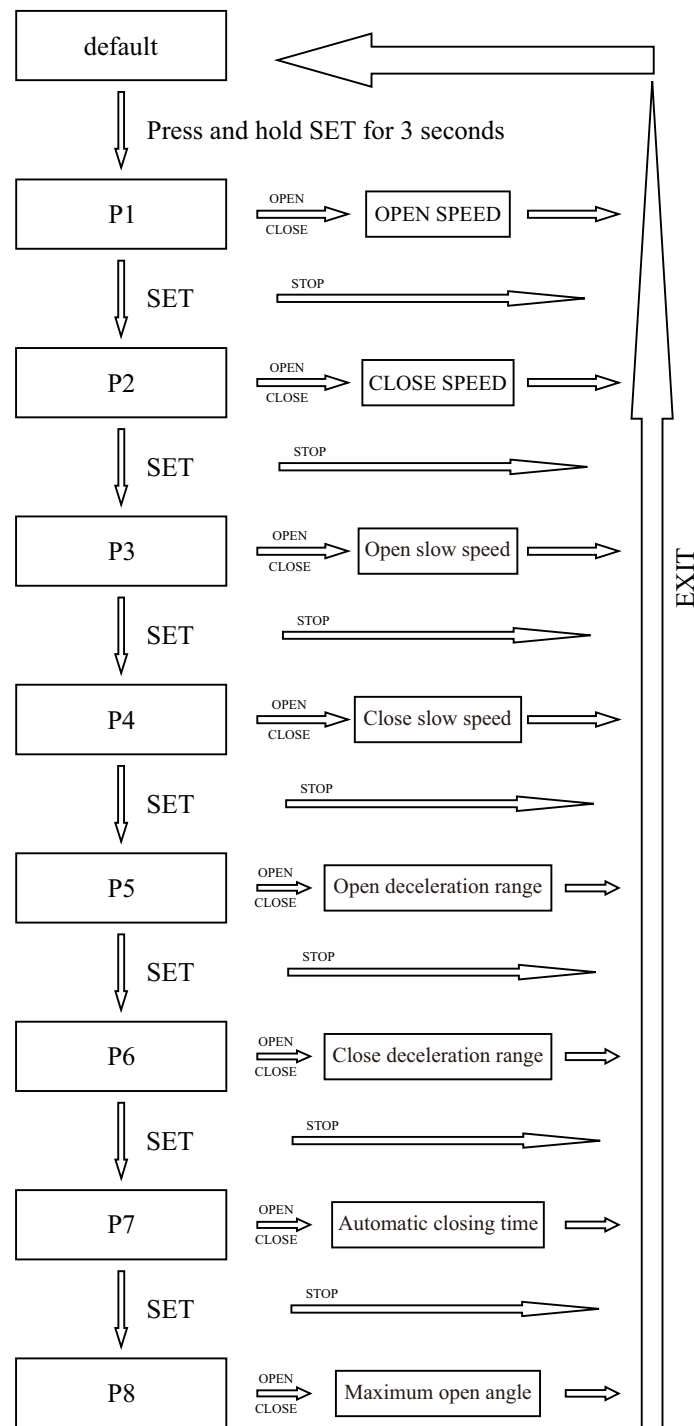 default
Press and hold SET for 3 seconds
P1
OPEN
CLOSE
OPEN SPEED
SET
STOP
P2
OPEN
CLOSE
CLOSE SPEED
SET
STOP
P3
OPEN
CLOSE
Open slow speed
EXIT
SET
STOP
P4
OPEN
CLOSE
Close slow speed
SET
STOP
P5
OPEN
CLOSE
Open deceleration range
SET
STOP
P6
OPEN
CLOSE
Close deceleration range
SET
STOP
P7
OPEN
CLOSE
Automatic closing time
SET
STOP
P8
OPEN
CLOSE
Maximum open angle